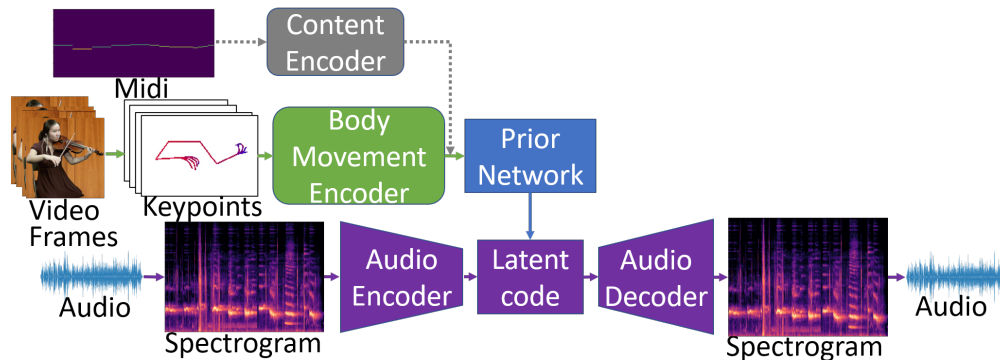 Content
Encoder
Midi
Body
Movement
Encoder
Prior
Network
Video
Frames
Keypoints
Audio
Encoder
Latent
code
Audio
Decoder
Audio
Spectrogram
Spectrogram
Audio